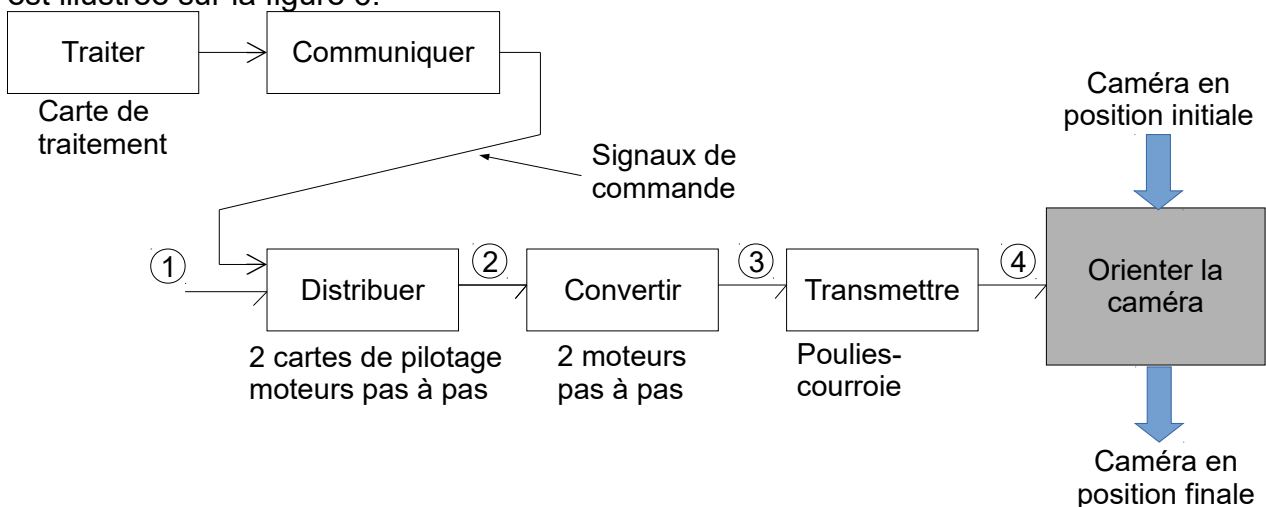 Traiter
Communiquer
Carte de
traitement
Signaux de
commande
Caméra en
position initiale
1
2
3
4
Distribuer
Convertir
Transmettre
Orienter la
caméra
2 cartes de pilotage
moteurs pas à pas
2 moteurs
pas à pas
Poulies-
courroie
Caméra en
position finale